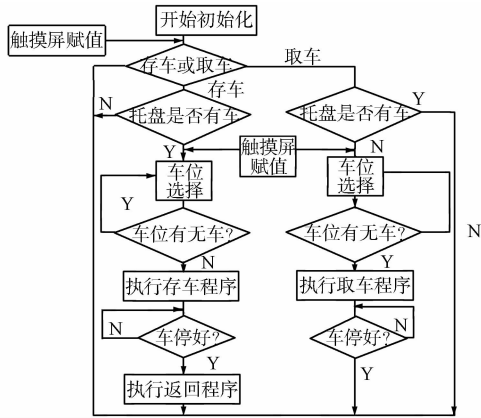 开始初始化
触摸屏赋值
存车或取车
取车
存车
N
托盘是否有车
托盘是否有车
Y
Y
触摸屏
赋值
N
车位
选择
车位
选择
Y
车位有无车?
车位有无车?
N
N
Y
执行存车程序
执行取车程序
N
车停好?
车停好?
N
Y
Y
执行返回程序